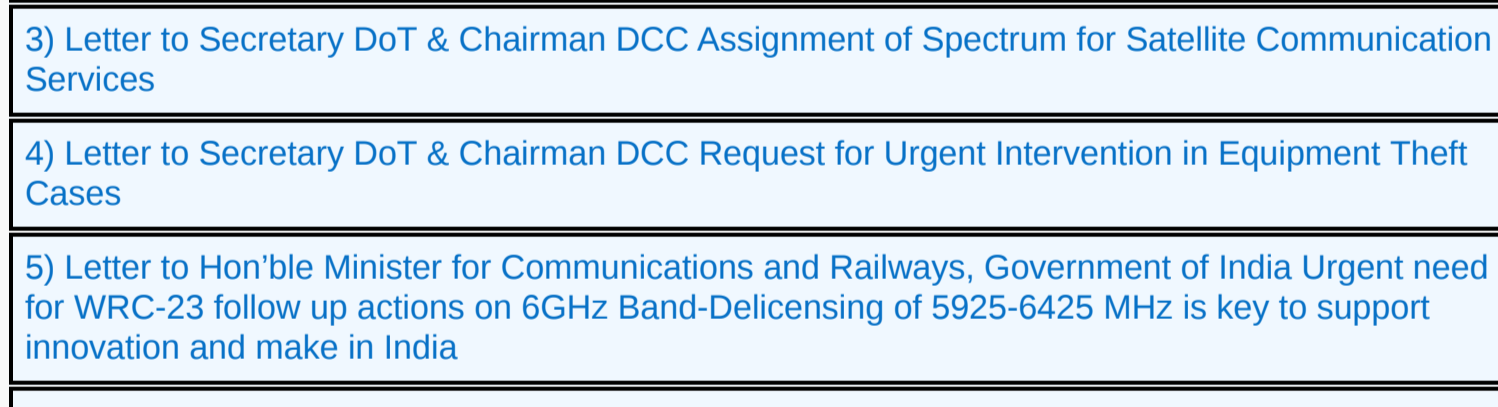 3) Letter to Secretary DoT & Chairman DCC Assignment of Spectrum for Satellite Communication
Services
4) Letter to Secretary DoT & Chairman DCC Request for Urgent Intervention in Equipment Theft
Cases
5) Letter to Hon’ble Minister for Communications and Railways, Government of India Urgent need
for WRC-23 follow up actions on 6GHz Band-Delicensing of 5925-6425 MHz is key to support
innovation and make in India